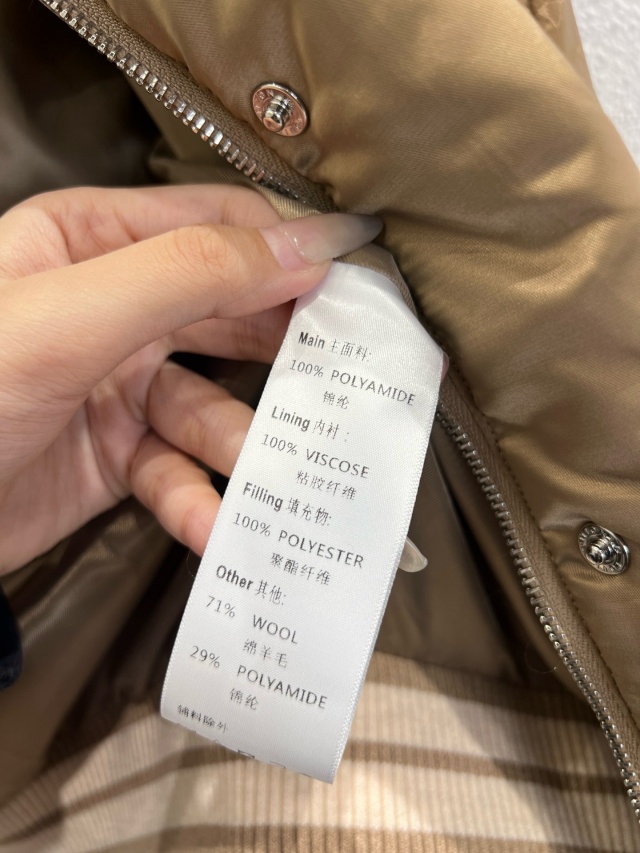 Main 主面料:
100% POLYAMIDE
锦纶
Lining 内衬:
100% VISCOSE
粘胶纤维
Filling 填充物:
100% POLYESTER
聚酯纤维
Other 其他:
71% WOOL
绵羊毛
29% POLYAMIDE
锦纶
辅料除外